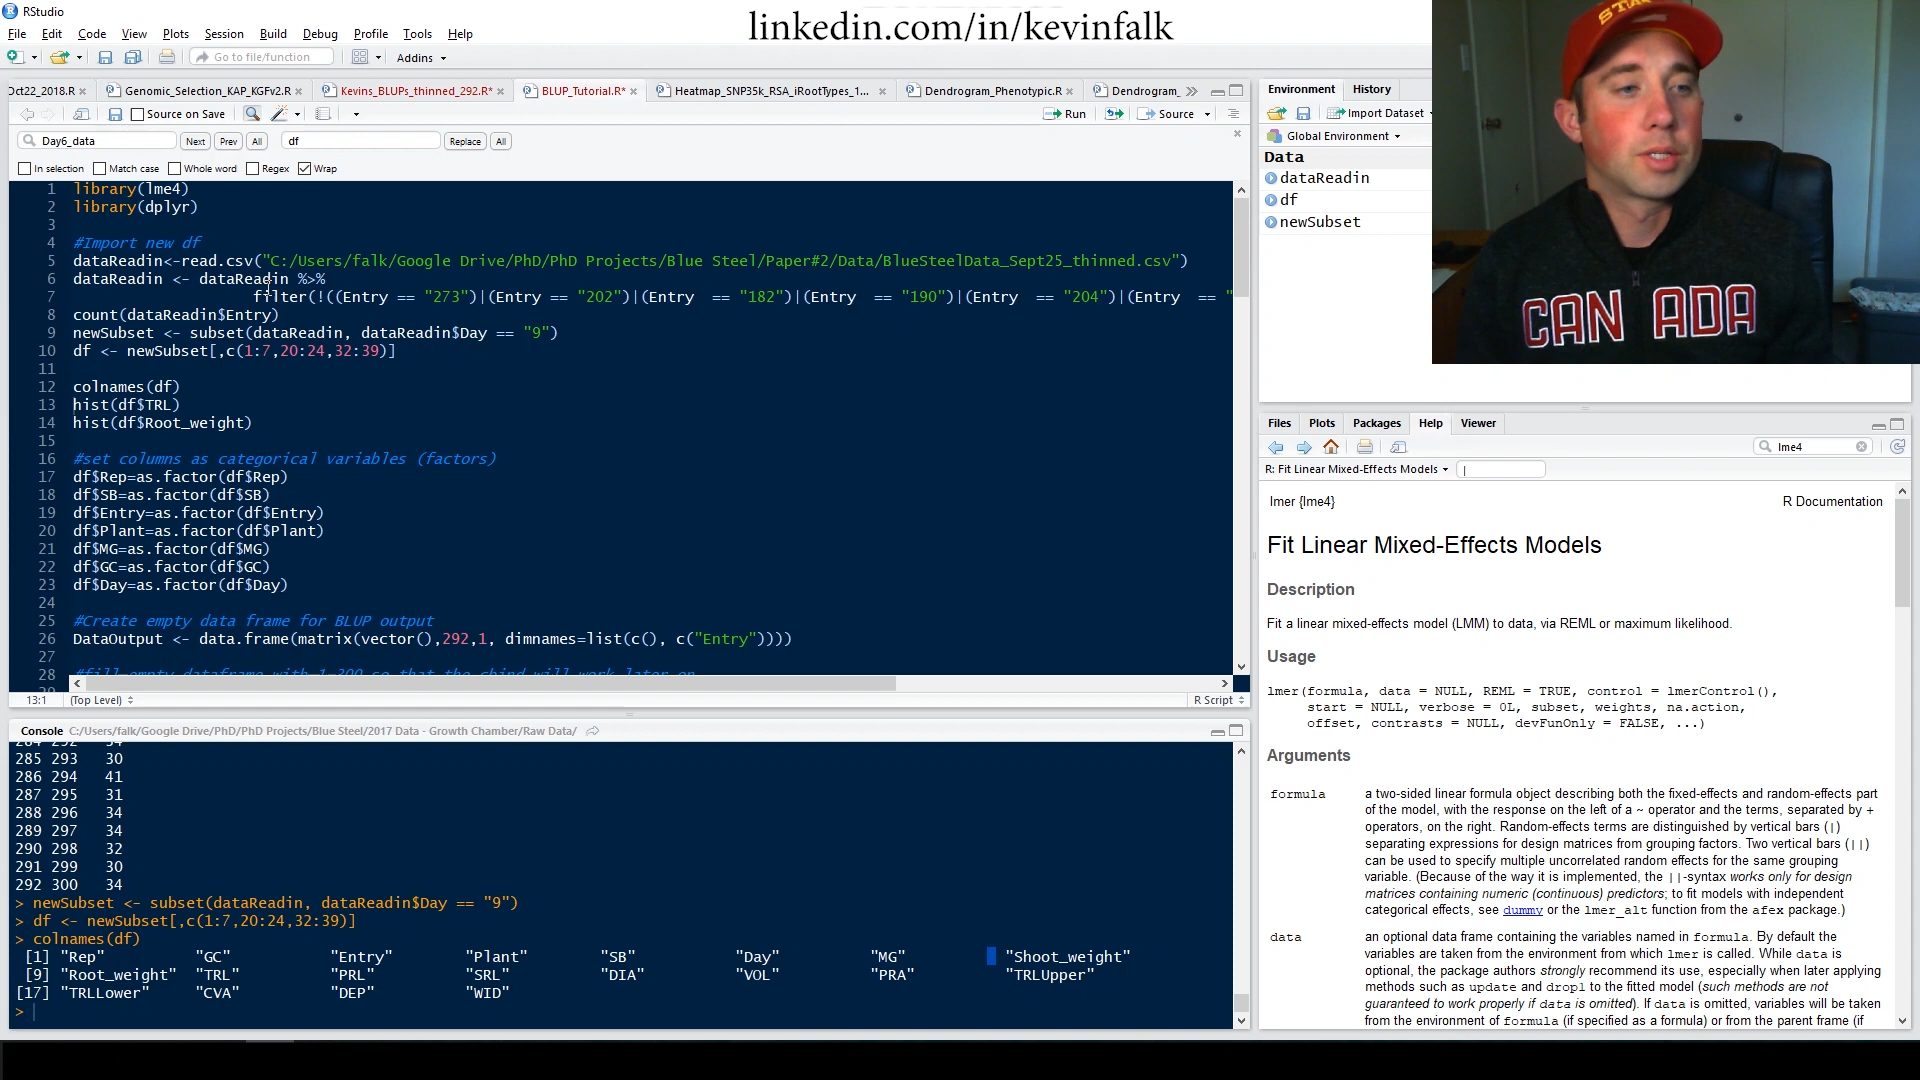 RStudio
linkedin.com/in/kevinfalk
File Edit Code View Plots Session Build Debug Profile Tools Help
Go to file/function Addins
Oct22_2018.R Genomic_Selection_KAP_KGFv2.R Kevins_BLUPs_thinned_292.R* BLUP_Tutorial.R* Heatmap_SNP35k_RSA_iRootTypes_1... Dendrogram_Phenotypic.R Dendrogram_
Source on Save Run Source
Day6_data Next Prev All df Replace All
In selection Match case Whole word Regex Wrap
1 library(lme4)
2 library(dplyr)
3
4 #Import new df
5 dataReadin<-read.csv("C:/Users/falk/Google Drive/PhD/PhD Projects/Blue Steel/Paper#2/Data/BlueSteelData_Sept25_thinned.csv")
6 dataReadin <- dataReadin %>%
7 filter(!((Entry == "273")|(Entry == "202")|(Entry == "182")|(Entry == "190")|(Entry == "204")|(Entry == "
8 count(dataReadin$Entry)
9 newSubset <- subset(dataReadin, dataReadin$Day == "9")
10 df <- newSubset[,c(1:7,20:24,32:39)]
11
12 colnames(df)
13 hist(df$TRL)
14 hist(df$Root_weight)
15
16 #set columns as categorical variables (factors)
17 df$Rep=as.factor(df$Rep)
18 df$SB=as.factor(df$SB)
19 df$Entry=as.factor(df$Entry)
20 df$Plant=as.factor(df$Plant)
21 df$MG=as.factor(df$MG)
22 df$GC=as.factor(df$GC)
23 df$Day=as.factor(df$Day)
24
25 #Create empty data frame for BLUP output
26 DataOutput <- data.frame(matrix(vector(),292,1, dimnames=list(c(), c("Entry"))))
27
28 #fill empty dataframe with 1-300 so that the cbind will work later on
13:1 (Top Level) R Script
Console C:/Users/falk/Google Drive/PhD/PhD Projects/Blue Steel/2017 Data - Growth Chamber/Raw Data/
284 292 34
285 293 30
286 294 41
287 295 31
288 296 34
289 297 34
290 298 32
291 299 30
292 300 34
> newSubset <- subset(dataReadin, dataReadin$Day == "9")
> df <- newSubset[,c(1:7,20:24,32:39)]
> colnames(df)
[1] "Rep" "GC" "Entry" "Plant" "SB" "Day" "MG" "Shoot_weight"
[9] "Root_weight" "TRL" "PRL" "SRL" "DIA" "VOL" "PRA" "TRLUpper"
[17] "TRLLower" "CVA" "DEP" "WID"
>
Environment History
Import Dataset
Global Environment
Data
dataReadin
df
newSubset
STA
CANADA
Files Plots Packages Help Viewer
lme4
R: Fit Linear Mixed-Effects Models
lmer {lme4} R Documentation
Fit Linear Mixed-Effects Models
Description
Fit a linear mixed-effects model (LMM) to data, via REML or maximum likelihood.
Usage
lmer(formula, data = NULL, REML = TRUE, control = lmerControl(),
start = NULL, verbose = 0L, subset, weights, na.action,
offset, contrasts = NULL, devFunOnly = FALSE, ...)
Arguments
formula a two-sided linear formula object describing both the fixed-effects and random-effects part
of the model, with the response on the left of a ~ operator and the terms, separated by +
operators, on the right. Random-effects terms are distinguished by vertical bars (|)
separating expressions for design matrices from grouping factors. Two vertical bars (||)
can be used to specify multiple uncorrelated random effects for the same grouping
variable. (Because of the way it is implemented, the ||-syntax works only for design
matrices containing numeric (continuous) predictors; to fit models with independent
categorical effects, see dummy or the lmer_alt function from the afex package.)
data an optional data frame containing the variables named in formula. By default the
variables are taken from the environment from which lmer is called. While data is
optional, the package authors strongly recommend its use, especially when later applying
methods such as update and drop1 to the fitted model (such methods are not
guaranteed to work properly if data is omitted). If data is omitted, variables will be taken
from the environment of formula (if specified as a formula) or from the parent frame (if